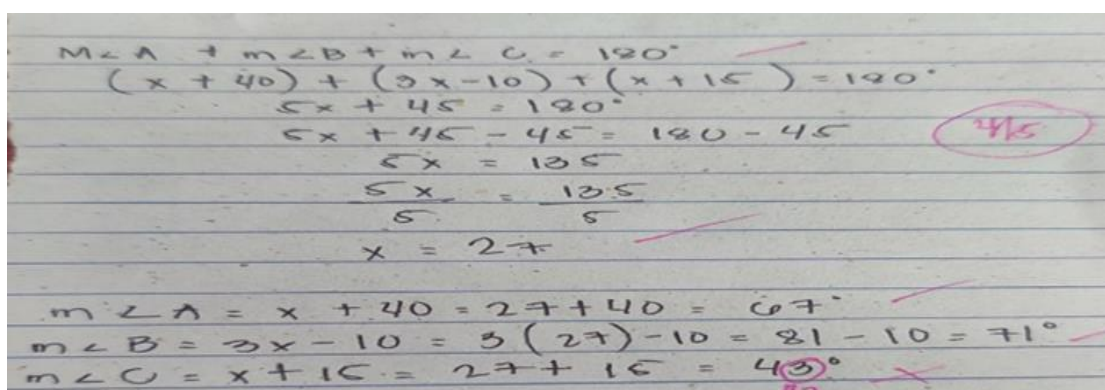 M∠A + m∠B + m∠C = 180°
(x + 40) + (3x - 10) + (x + 15) = 180°
5x + 45 = 180°
5x + 45 - 45 = 180 - 45
4/5
5x = 135
5x/5 = 135/5
x = 27
m∠A = x + 40 = 27 + 40 = 67°
m∠B = 3x - 10 = 3(27) - 10 = 81 - 10 = 71°
m∠C = x + 15 = 27 + 15 = 43°